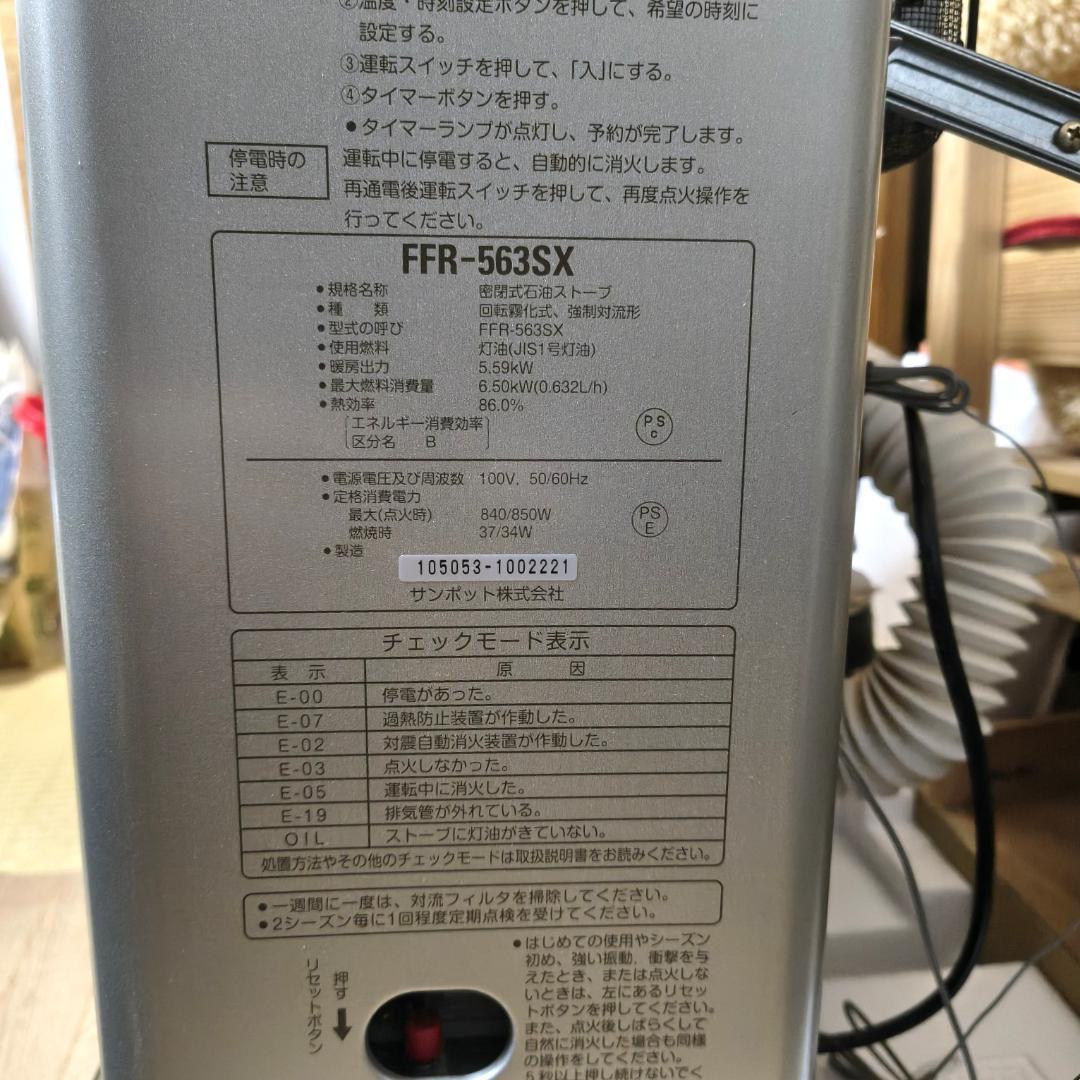 ②温度・時刻設定ボタンを押して、希望の時刻に
設定する。
③運転スイッチを押して、「入」にする。
④タイマーボタンを押す。
●タイマーランプが点灯し、予約が完了します。
停電時の
注意
運転中に停電すると、自動的に消火します。
再通電後運転スイッチを押して、再度点火操作を
行ってください。
FFR-563SX
●規格名称 密閉式石油ストーブ
●種 類 回転霧化式、強制対流形
●型式の呼び FFR-563SX
●使用燃料 灯油(JIS1号灯油)
●暖房出力 5.59kW
●最大燃料消費量 6.50kW(0.632L/h)
●熱効率 86.0%
エネルギー消費効率
区分名 B
PS
C
●電源電圧及び周波数 100V, 50/60Hz
●定格消費電力
最大(点火時) 840/850W
燃焼時 37/34W
PS
E
●製造
105053-1002221
サンポット株式会社
チェックモード表示
表 示 原 因
E-00 停電があった。
E-07 過熱防止装置が作動した。
E-02 対震自動消火装置が作動した。
E-03 点火しなかった。
E-05 運転中に消火した。
E-19 排気管が外れている。
OIL ストーブに灯油がきていない。
処置方法やその他のチェックモードは取扱説明書をお読みください。
●一週間に一度は、対流フィルタを掃除してください。
●2シーズン毎に1回程度定期点検を受けてください。
押す
リセットボタン
●はじめての使用やシーズン
初め、強い振動、衝撃を与
えたとき、または点火しな
いときは、左にあるリセッ
トボタンを押してください。
また、点火後しばらくして
自然に消火した場合も同様
の操作をしてください。
5秒以上押し続けないでく